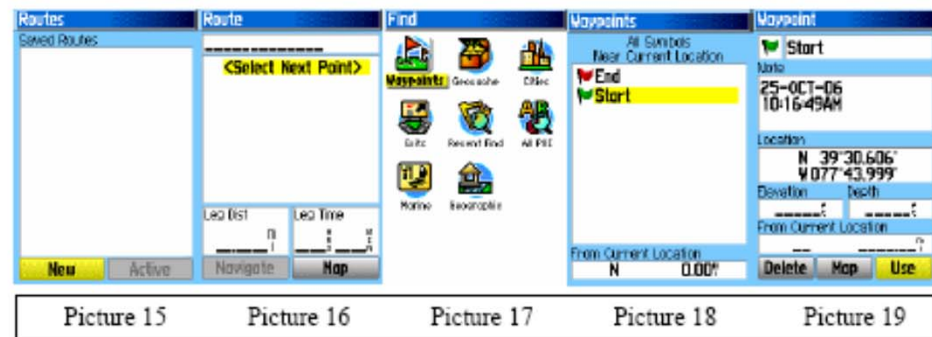 Routes
Saved Routes
New
Active
Picture 15
Route
<Select Next Point>
Leg Dist
Leg Time
Navigate
Map
Picture 16
Find
Waypoints
Geocache
Cities
Exits
Recent Find
All POI
Marine
Geographic
Picture 17
Waypoints
All Symbols
Near Current Location
End
Start
From Current Location
N 0.00
Picture 18
Waypoint
Start
Note
25-OCT-06
10:16:49AM
Location
N 39°30.606'
W077°43.999'
Elevation
Depth
From Current Location
Delete
Map
Use
Picture 19